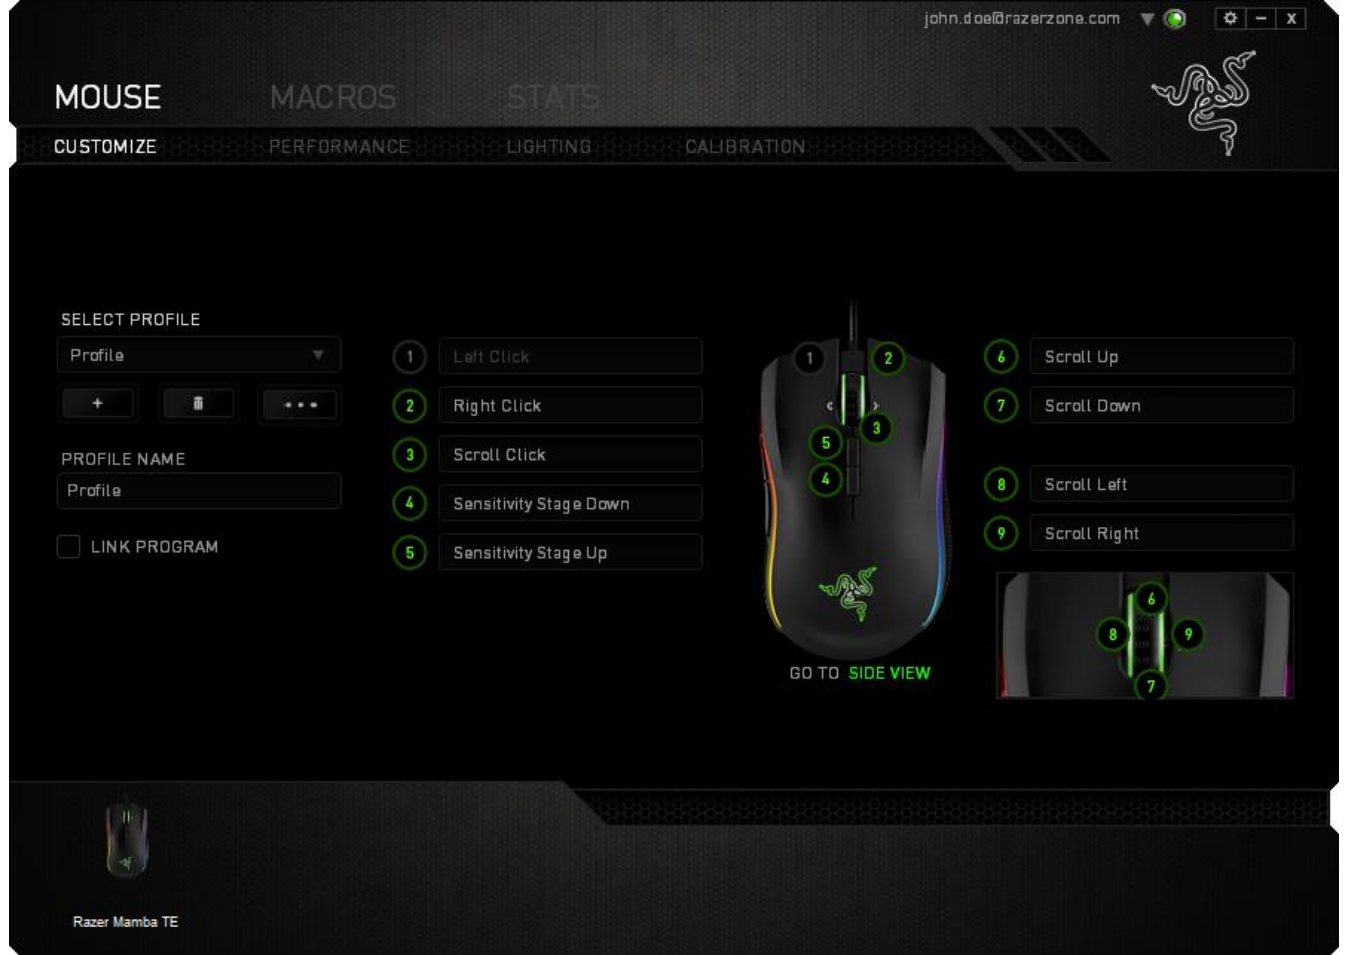 john.doe@razerzone.com
X
MOUSE
MACROS
STATS
CUSTOMIZE
PERFORMANCE
LIGHTING
CALIBRATION
SELECT PROFILE
Profile
PROFILE NAME
Profile
LINK PROGRAM
1 Left Click
2 Right Click
3 Scroll Click
4 Sensitivity Stage Down
5 Sensitivity Stage Up
1
2
3
5
4
GO TO SIDE VIEW
6 Scroll Up
7 Scroll Down
8 Scroll Left
9 Scroll Right
6
8
9
7
Razer Mamba TE